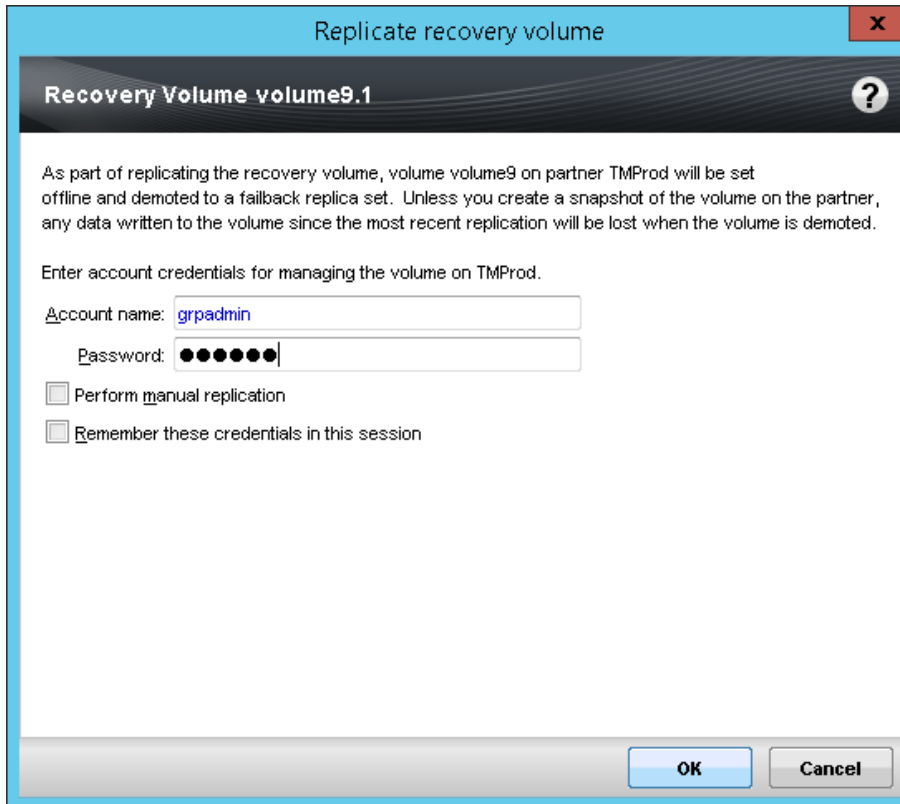 Replicate recovery volume
x
Recovery Volume volume9.1
?
As part of replicating the recovery volume, volume volume9 on partner TMProd will be set
offline and demoted to a failback replica set. Unless you create a snapshot of the volume on the partner,
any data written to the volume since the most recent replication will be lost when the volume is demoted.
Enter account credentials for managing the volume on TMProd.
Account name: grpadmin
Password: ●●●●●●
Perform manual replication
Remember these credentials in this session
OK Cancel